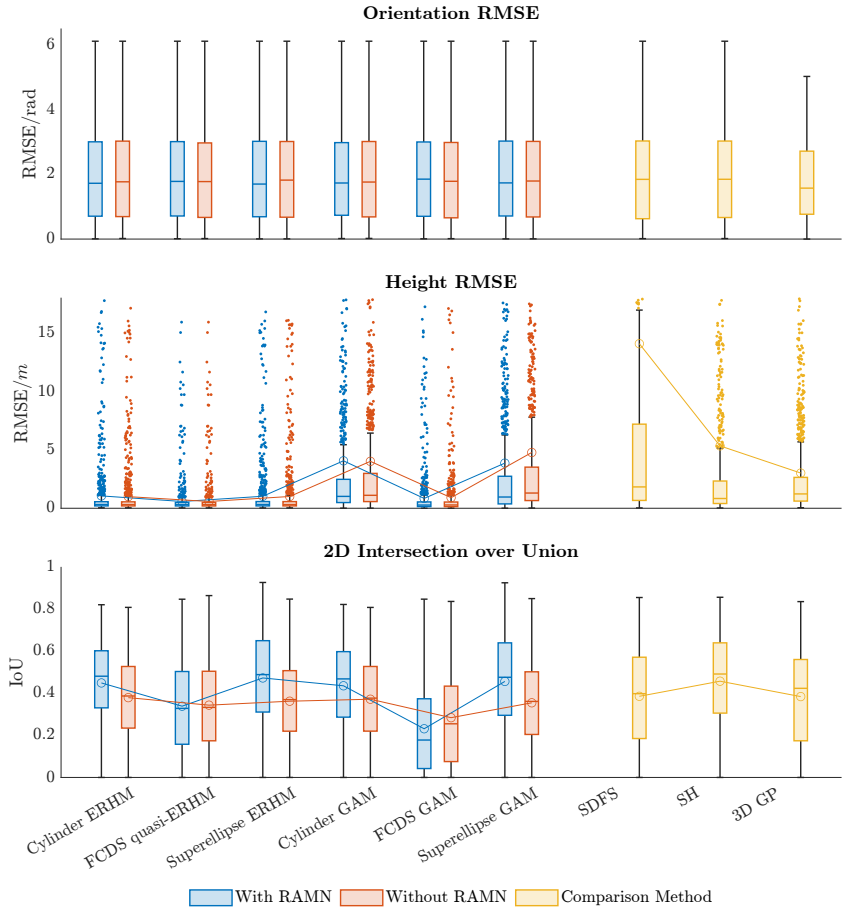 Orientation RMSE
RMSE/rad
6
4
2
0
Height RMSE
RMSE/m
15
10
5
0
2D Intersection over Union
IoU
1
0.8
0.6
0.4
0.2
0
Cylinder ERHM
FCDS quasi-ERHM
Superellipse ERHM
Cylinder GAM
FCDS GAM
Superellipse GAM
SDFS
SH
3D GP
With RAMN
Without RAMN
Comparison Method